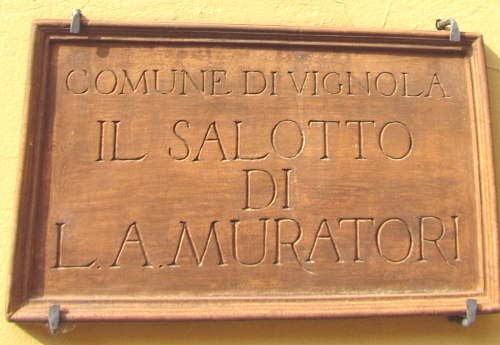 COMUNE DI VIGNOLA
IL SALOTTO
DI
L.A.MURATORI